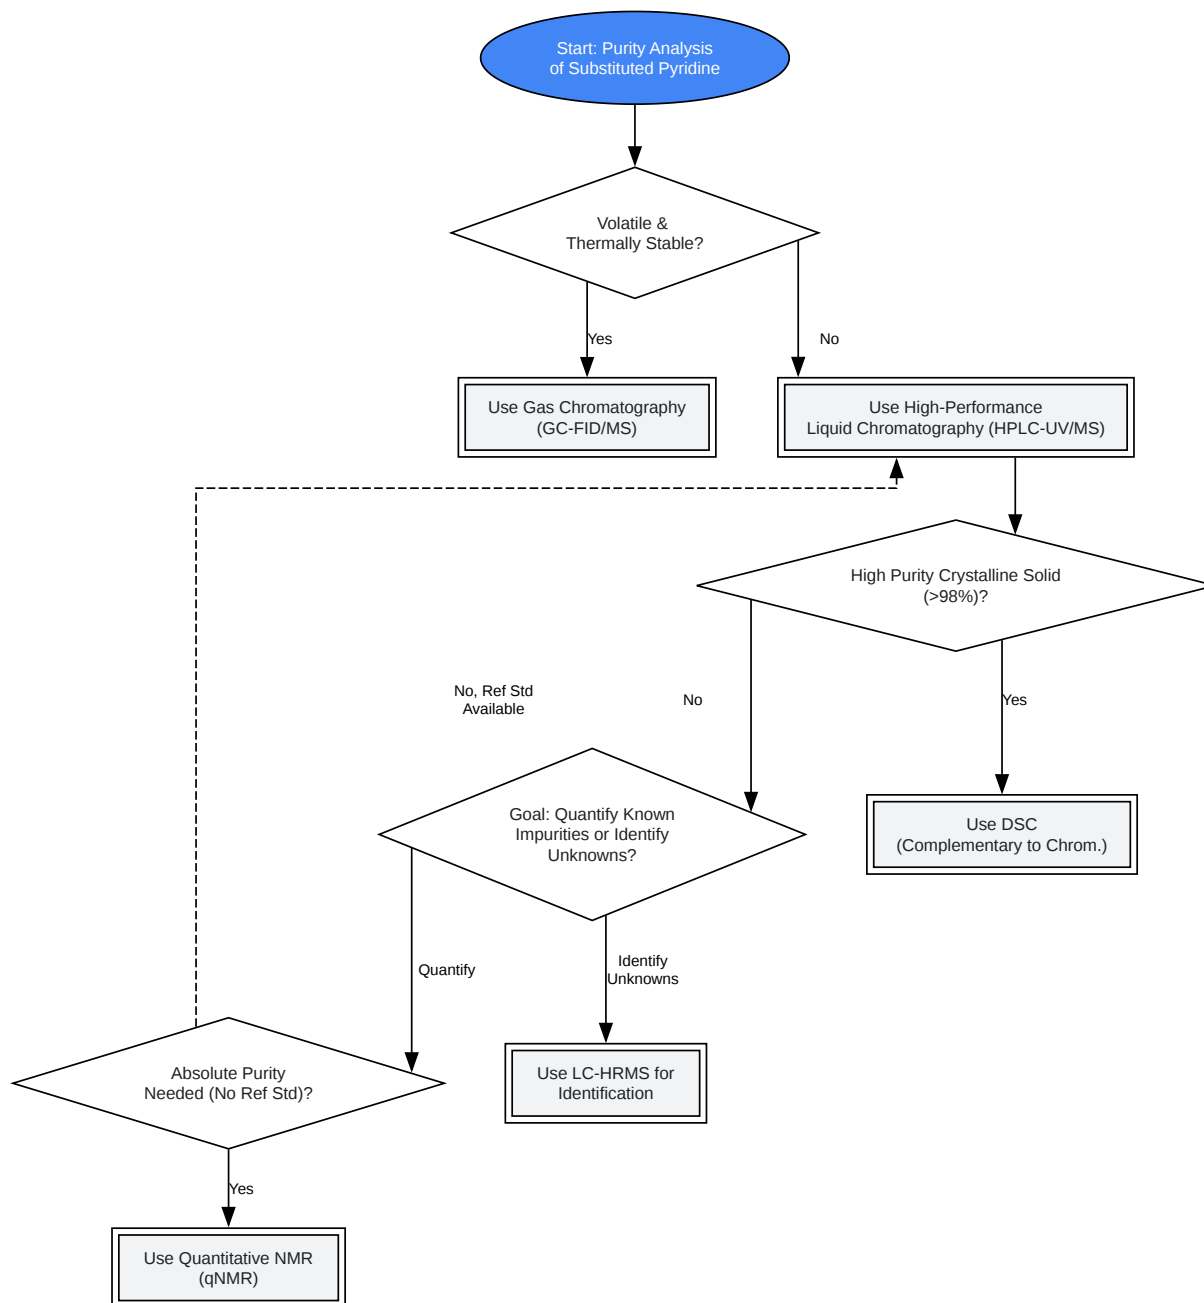 Start: Purity Analysis
of Substituted Pyridine
Volatile &
Thermally Stable?
Yes
No
Use Gas Chromatography
(GC-FID/MS)
Use High-Performance
Liquid Chromatography (HPLC-UV/MS)
High Purity Crystalline Solid
(>98%)?
No, Ref Std
Available
No
Yes
Goal: Quantify Known
Impurities or Identify
Unknowns?
Use DSC
(Complementary to Chrom.)
Quantify
Identify
Unknowns
Absolute Purity
Needed (No Ref Std)?
Use LC-HRMS for
Identification
Yes
Use Quantitative NMR
(qNMR)